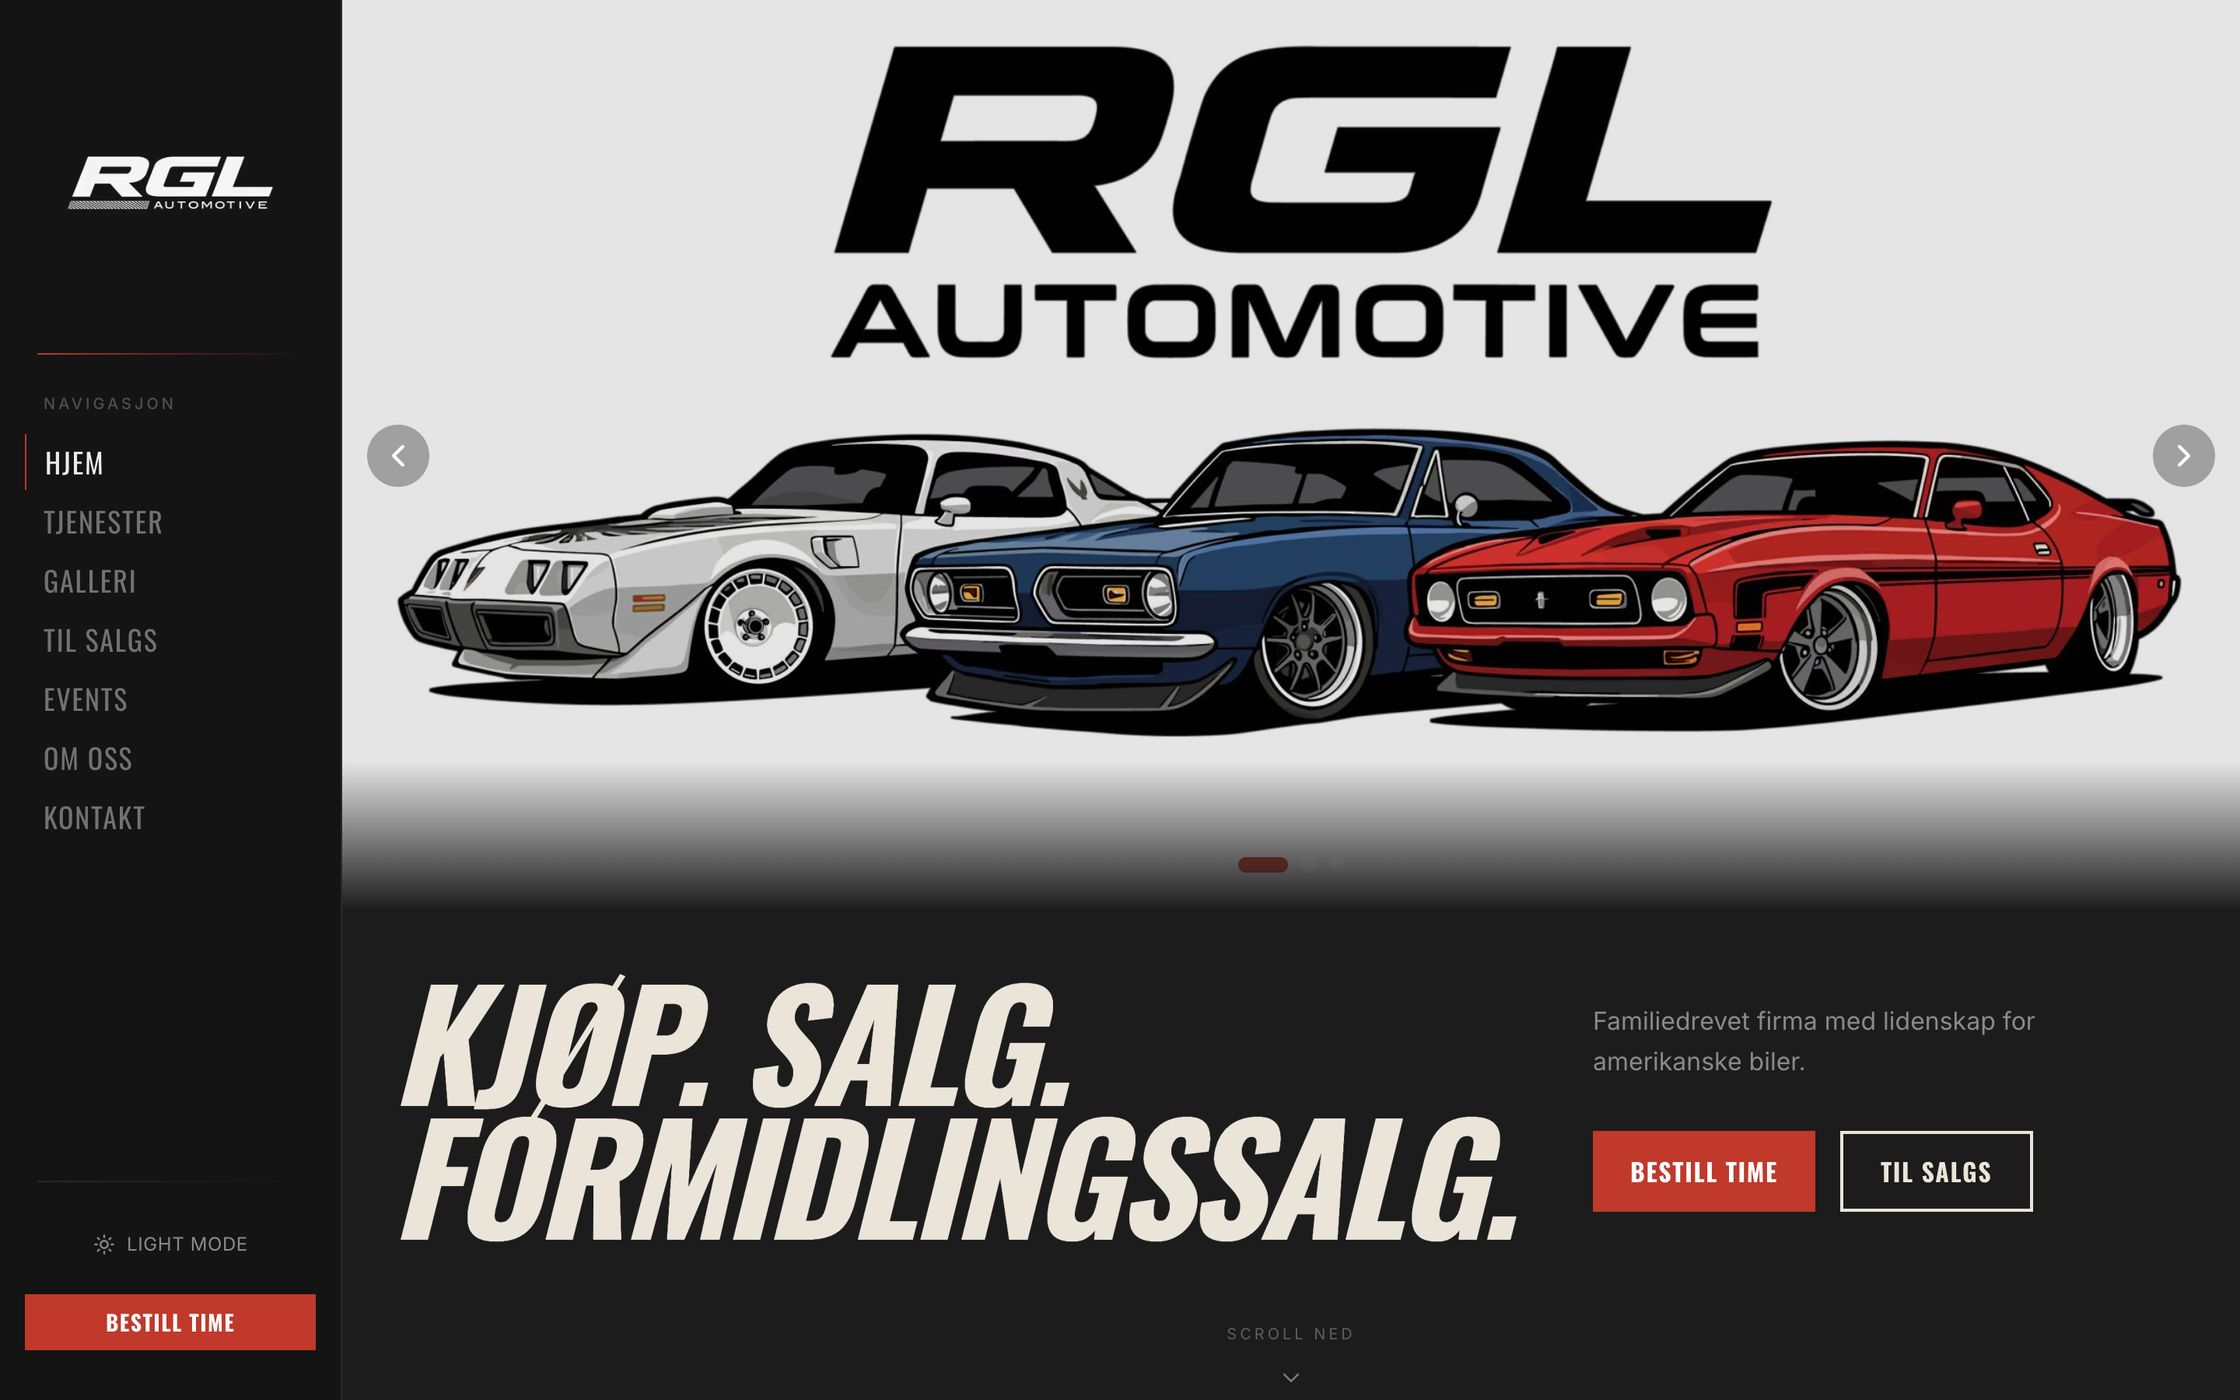 RGL
AUTOMOTIVE
NAVIGASJON
HJEM
TJENESTER
GALLERI
TIL SALGS
EVENTS
OM OSS
KONTAKT
LIGHT MODE
BESTILL TIME
RGL
AUTOMOTIVE
KJØP. SALG.
FORMIDLINGSSALG.
Familiedrevet firma med lidenskap for
amerikanske biler.
BESTILL TIME
TIL SALGS
SCROLL NED